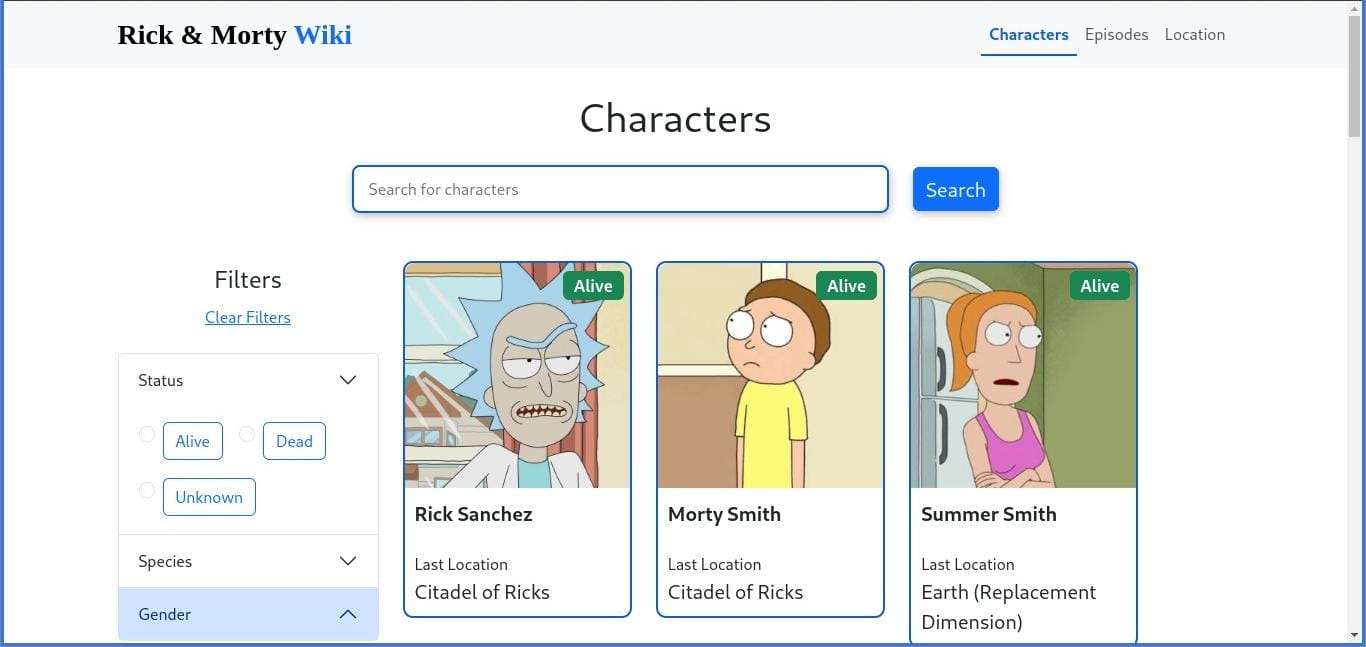 Rick & Morty Wiki
Characters Episodes Location
Characters
Search for characters
Search
Filters
Clear Filters
Status
Alive
Dead
Unknown
Species
Gender
Alive
Rick Sanchez
Last Location
Citadel of Ricks
Alive
Morty Smith
Last Location
Citadel of Ricks
Alive
Summer Smith
Last Location
Earth (Replacement
Dimension)